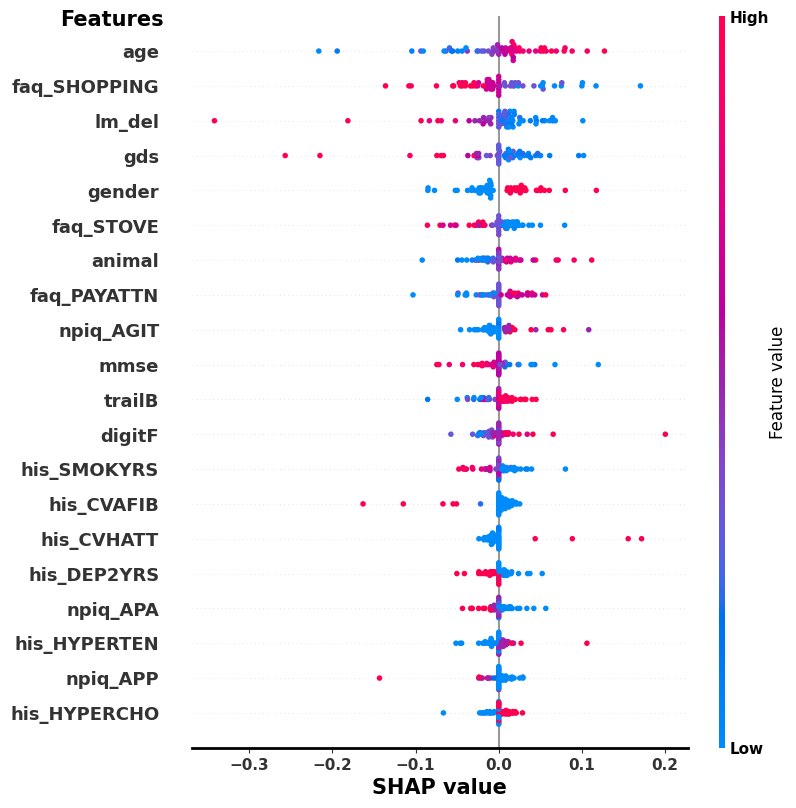 Features
High
age
faq_SHOPPING
lm_del
gds
gender
faq_STOVE
animal
faq_PAYATTN
npiq_AGIT
mmse
trailB
digitF
his_SMOKYRS
his_CVAFIB
his_CVHATT
his_DEP2YRS
npiq_APA
his_HYPERTEN
npiq_APP
his_HYPERCHO
Feature value
Low
−0.3 −0.2 −0.1 0.0 0.1 0.2
SHAP value